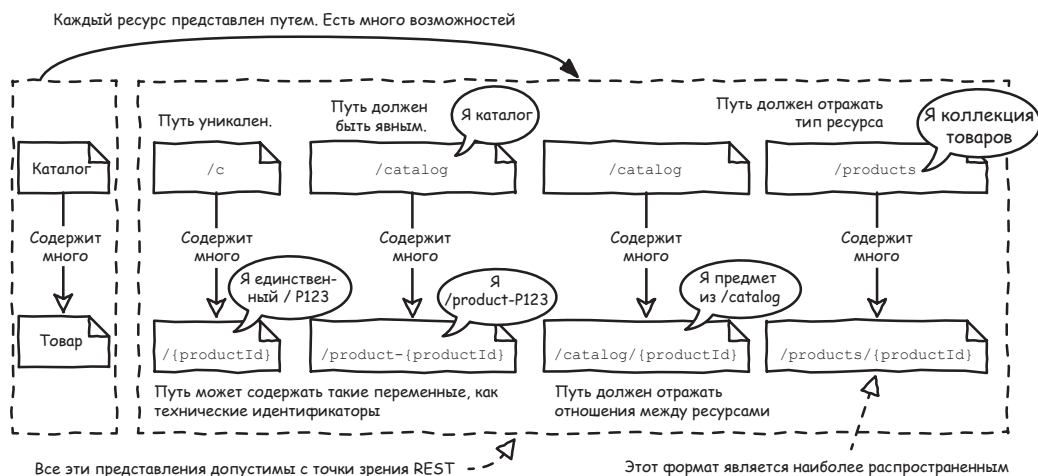 Каждый ресурс представлен путем. Есть много возможностей
Путь уникален.
Путь должен
быть явным.
Я каталог
Путь должен отражать
тип ресурса
Я коллекция
товаров
Каталог
/c
/catalog
/catalog
/products
Содержит
много
Содержит
много
Содержит
много
Содержит
много
Содержит
много
Я единствен-
ный / P123
Я
/product-P123
Я предмет
из /catalog
Товар
/{productId}
/product-{productId}
/catalog/{productId}
/products/{productId}
Путь может содержать такие переменные, как
технические идентификаторы
Путь должен отражать
отношения между ресурсами
Все эти представления допустимы с точки зрения REST
Этот формат является наиболее распространенным